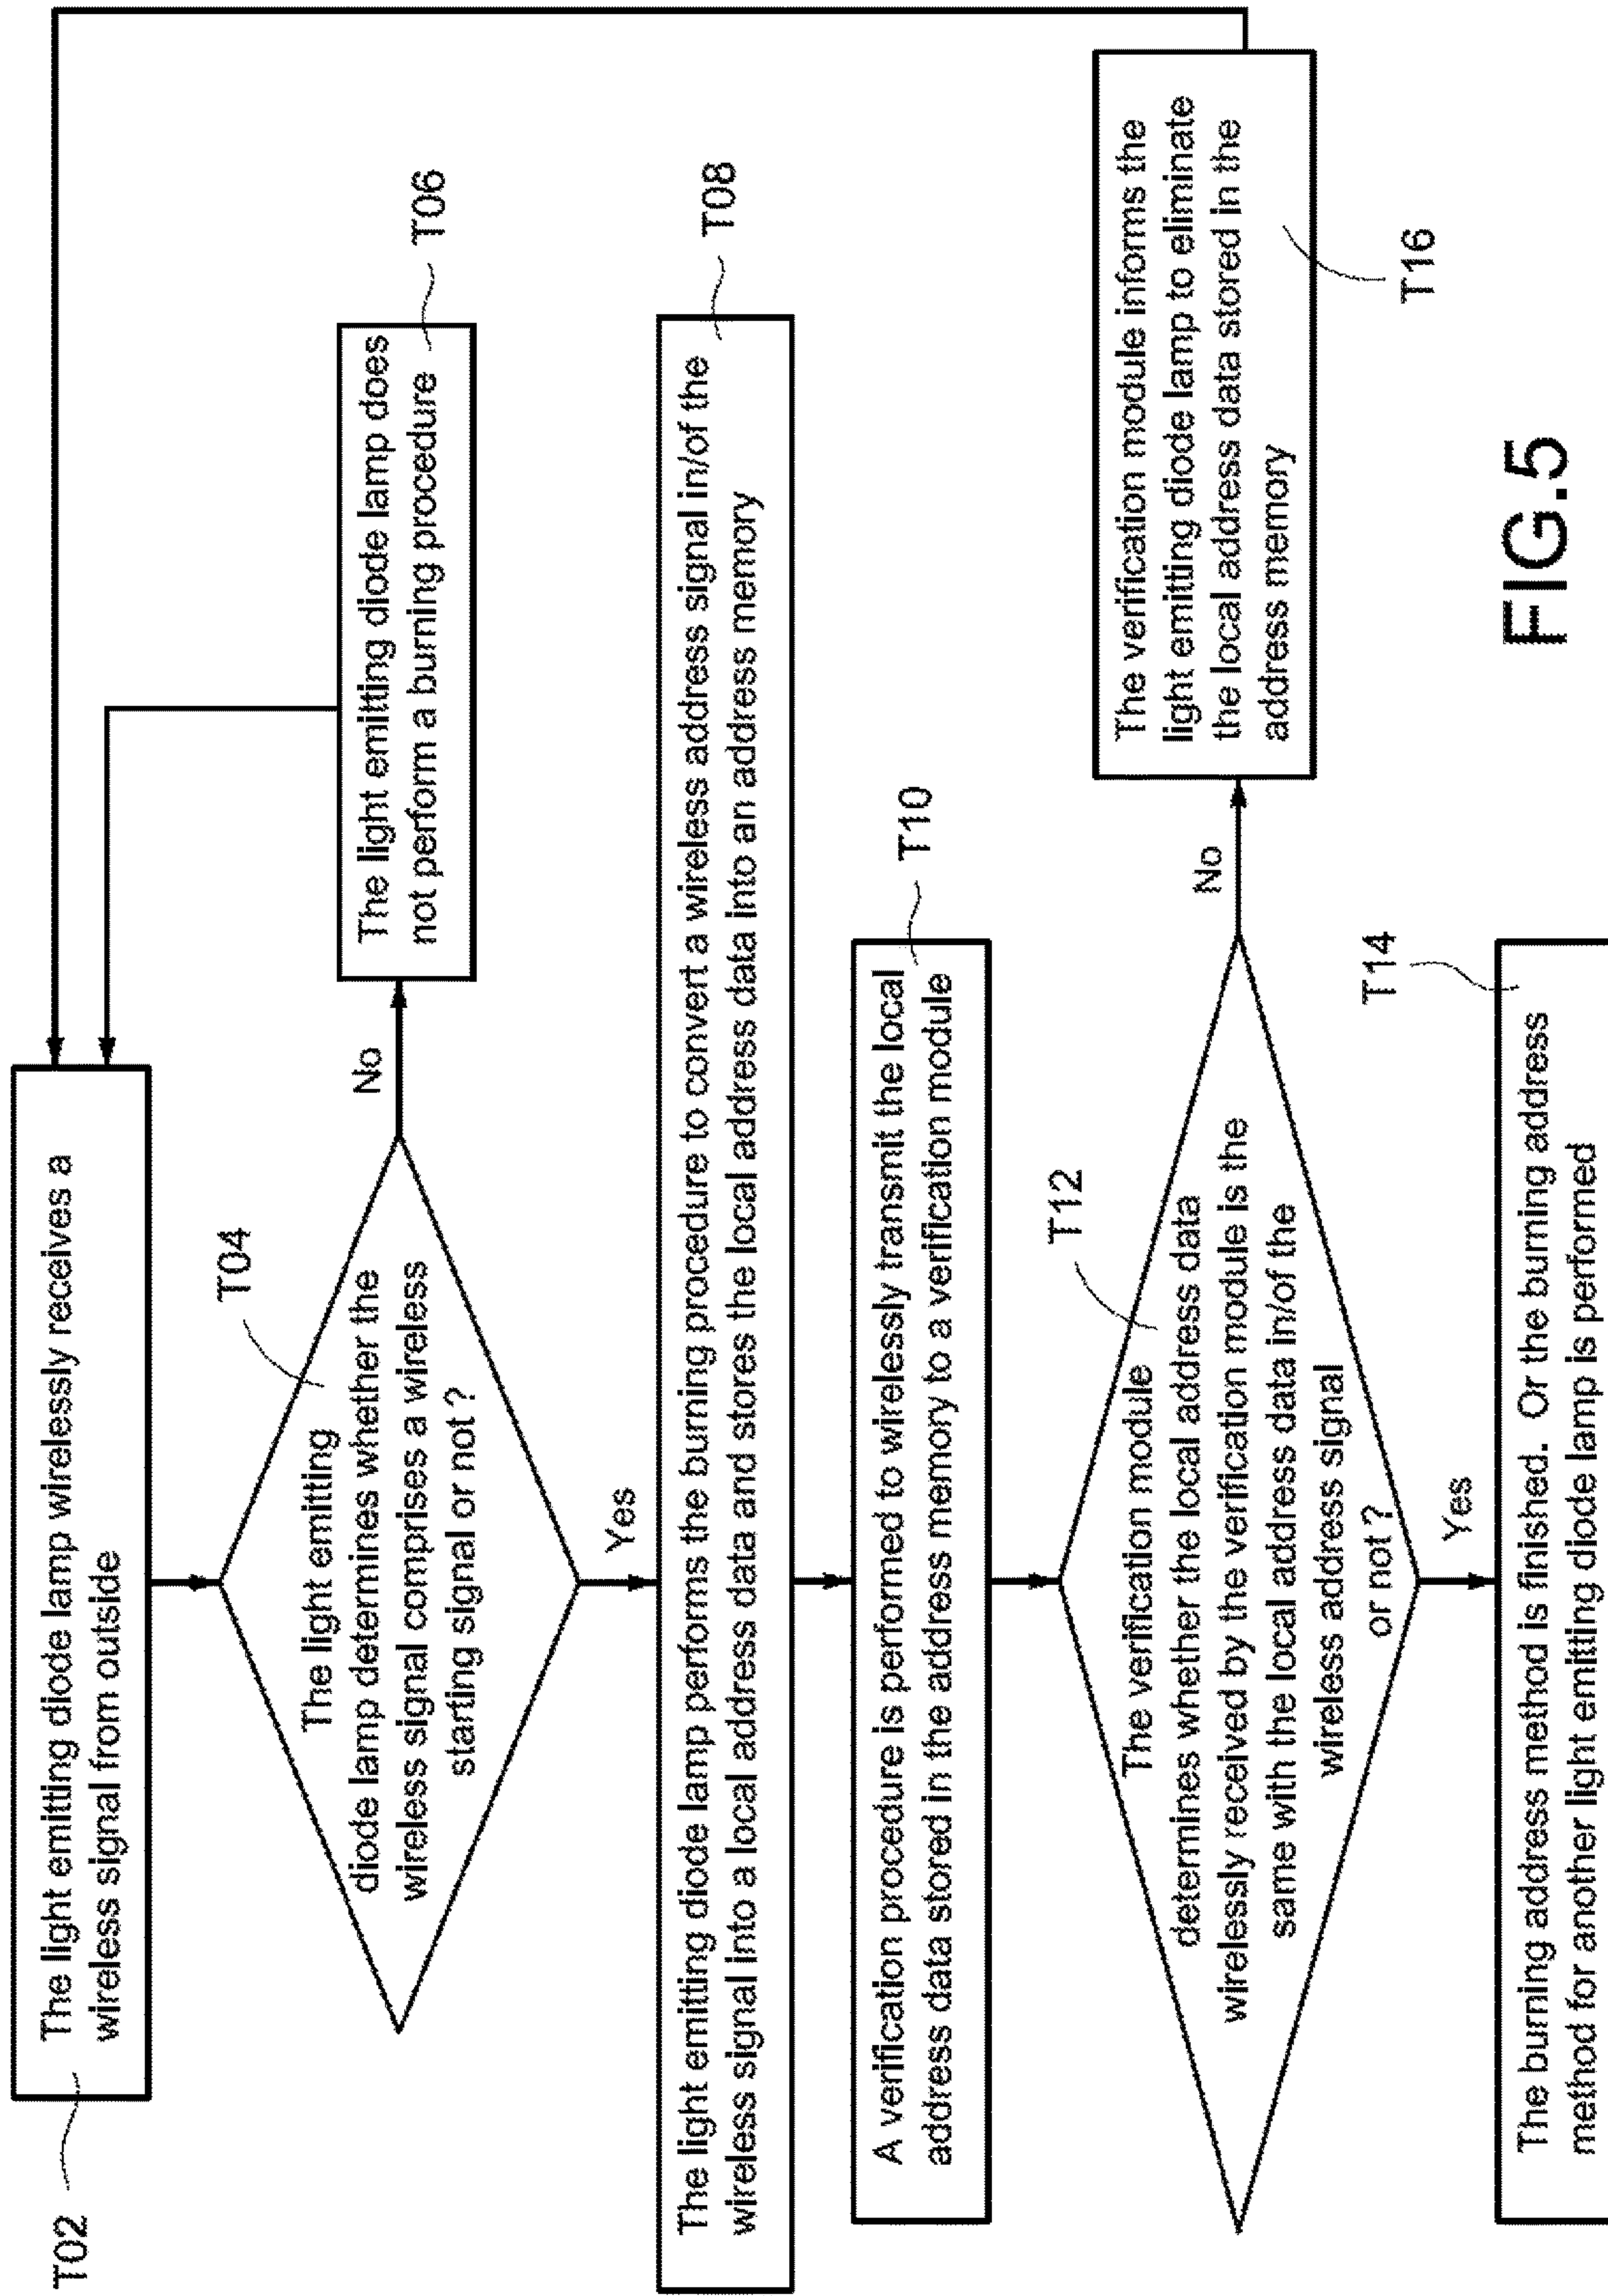 T02
The light emitting diode lamp wirelessly receives a
wireless signal from outside
T04
The light emitting
diode lamp determines whether the
wireless signal comprises a wireless
starting signal or not ?
No
The light emitting diode lamp does
not perform a burning procedure
T06
Yes
The light emitting diode lamp performs the burning procedure to convert a wireless address signal in/of the
wireless signal into a local address data and stores the local address data into an address memory
T08
A verification procedure is performed to wirelessly transmit the local
address data stored in the address memory to a verification module
T10
T12
The verification module
determines whether the local address data
wirelessly received by the verification module is the
same with the local address data in/of the
wireless address signal
or not ?
No
The verification module informs the
light emitting diode lamp to eliminate
the local address data stored in the
address memory
T16
Yes
T14
The burning address method is finished. Or the burning address
method for another light emitting diode lamp is performed
FIG.5